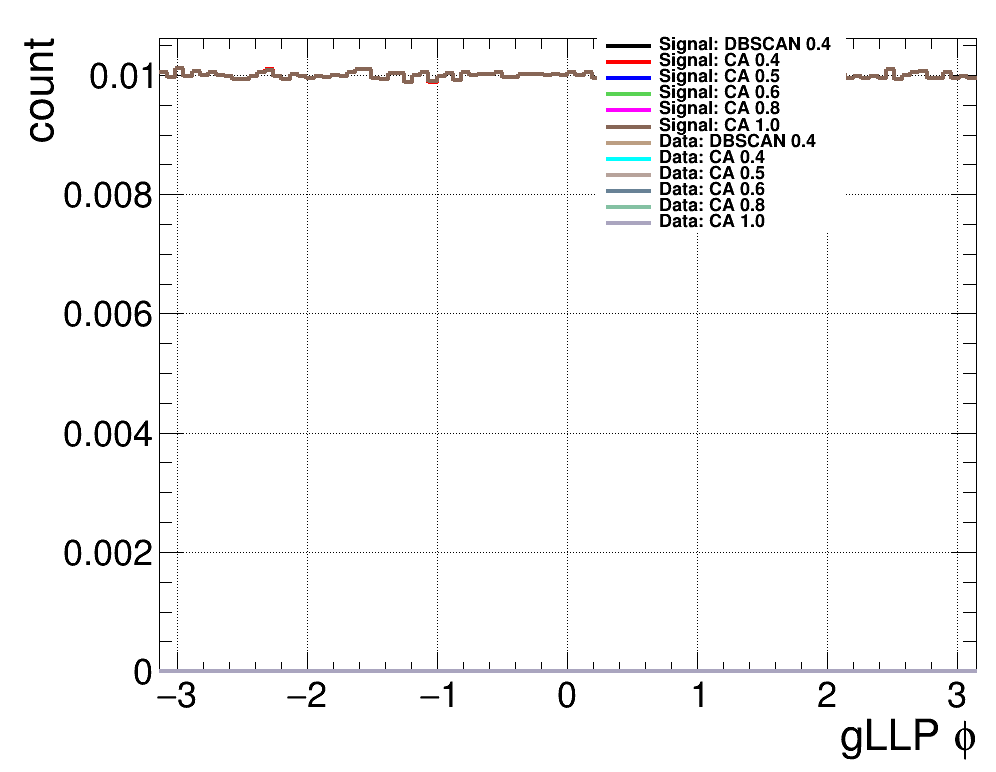 count
Signal: DBSCAN 0.4
Signal: CA 0.4
Signal: CA 0.5
Signal: CA 0.6
Signal: CA 0.8
Signal: CA 1.0
Data: DBSCAN 0.4
Data: CA 0.4
Data: CA 0.5
Data: CA 0.6
Data: CA 0.8
Data: CA 1.0
0.01
0.008
0.006
0.004
0.002
0
−3 −2 −1 0 1 2 3
gLLP ϕ